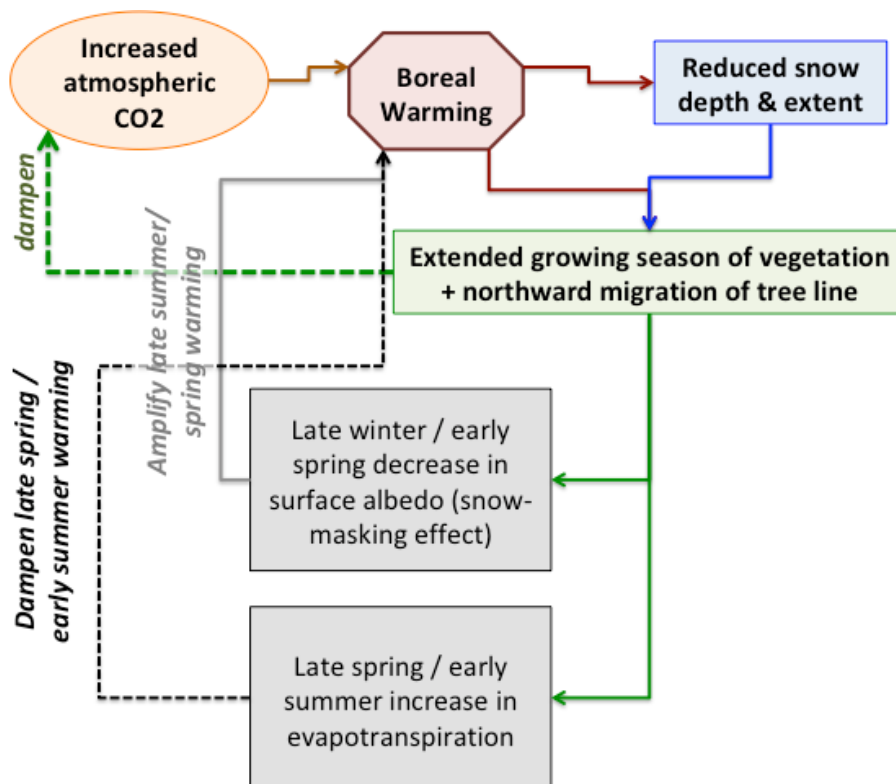 Increased
atmospheric
CO2
Boreal
Warming
Reduced snow
depth & extent
dampen
Extended growing season of vegetation
+ northward migration of tree line
Amplify late summer/
spring warming
Dampen late spring /
early summer warming
Late winter / early
spring decrease in
surface albedo (snow-
masking effect)
Late spring / early
summer increase in
evapotranspiration